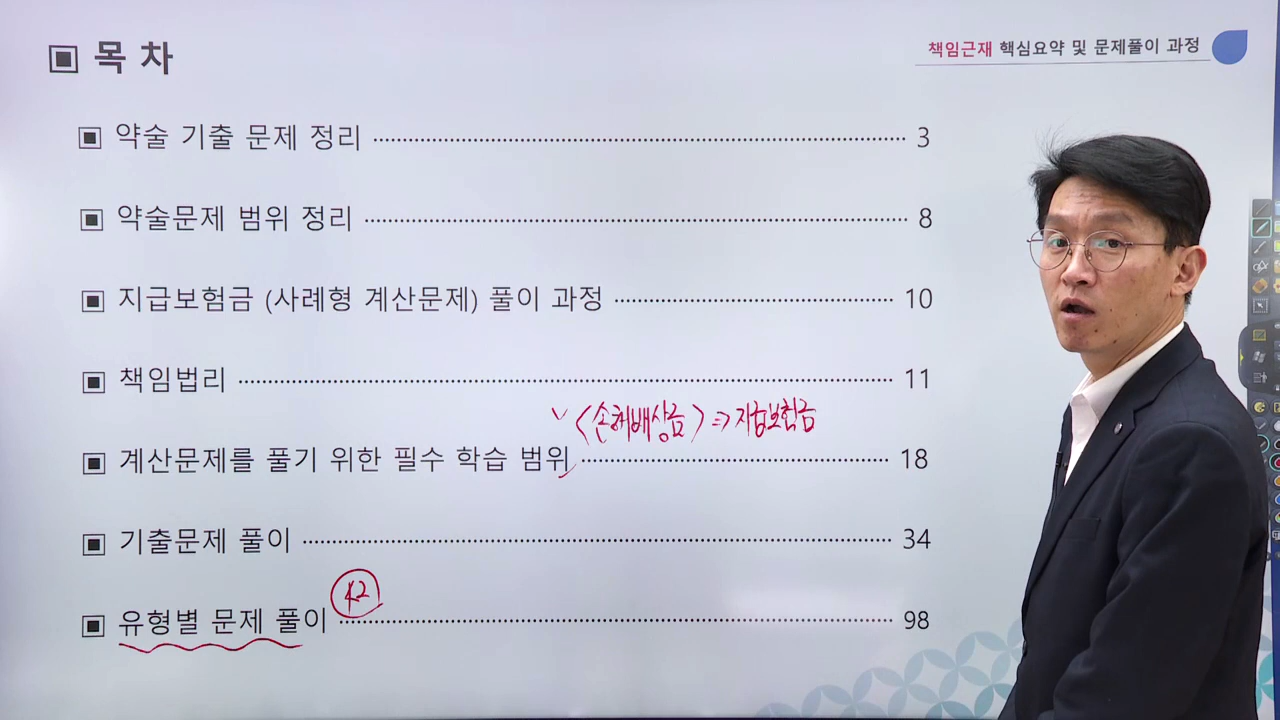 ▣ 목 차
책임근재 핵심요약 및 문제풀이 과정
▣ 약술 기출 문제 정리 3
▣ 약술문제 범위 정리 8
▣ 지급보험금 (사례형 계산문제) 풀이 과정 10
▣ 책임법리 11
✓〈손해배상금〉⇒지급보험금
▣ 계산문제를 풀기 위한 필수 학습 범위 18
▣ 기출문제 풀이 34
42
▣ 유형별 문제 풀이 98